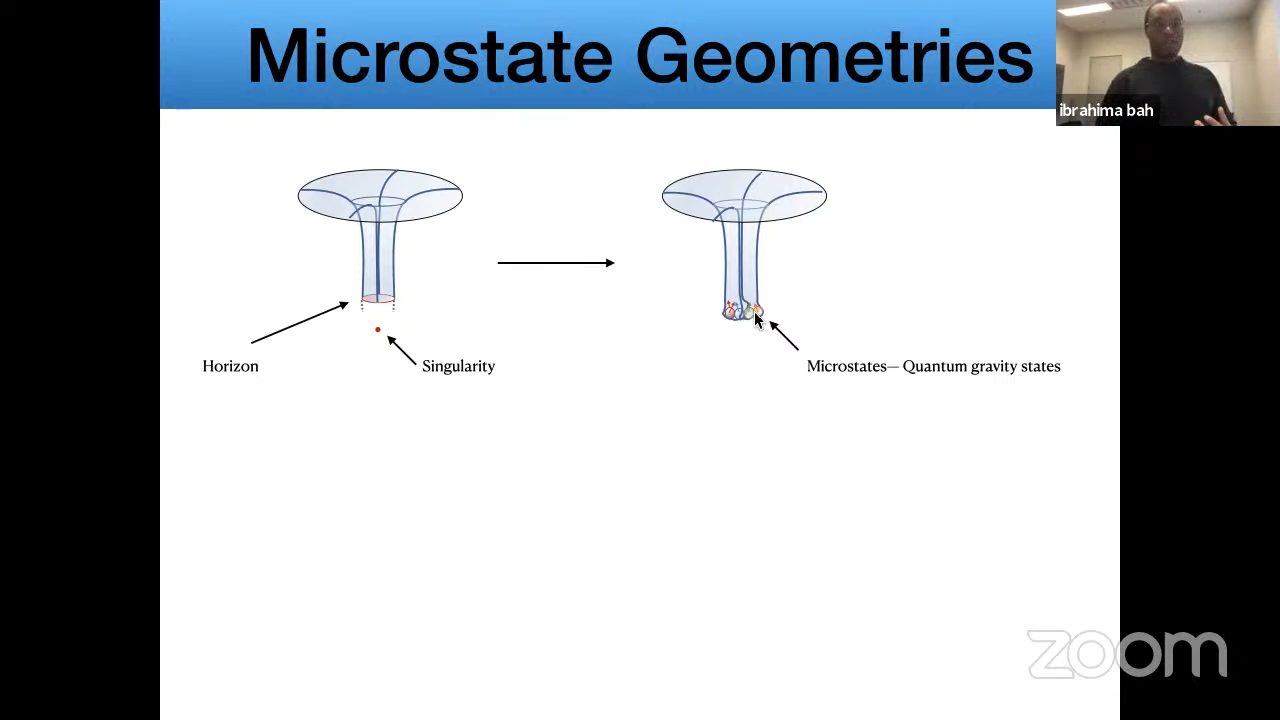 Microstate Geometries
ibrahima bah
Horizon
Singularity
Microstates— Quantum gravity states
zoom